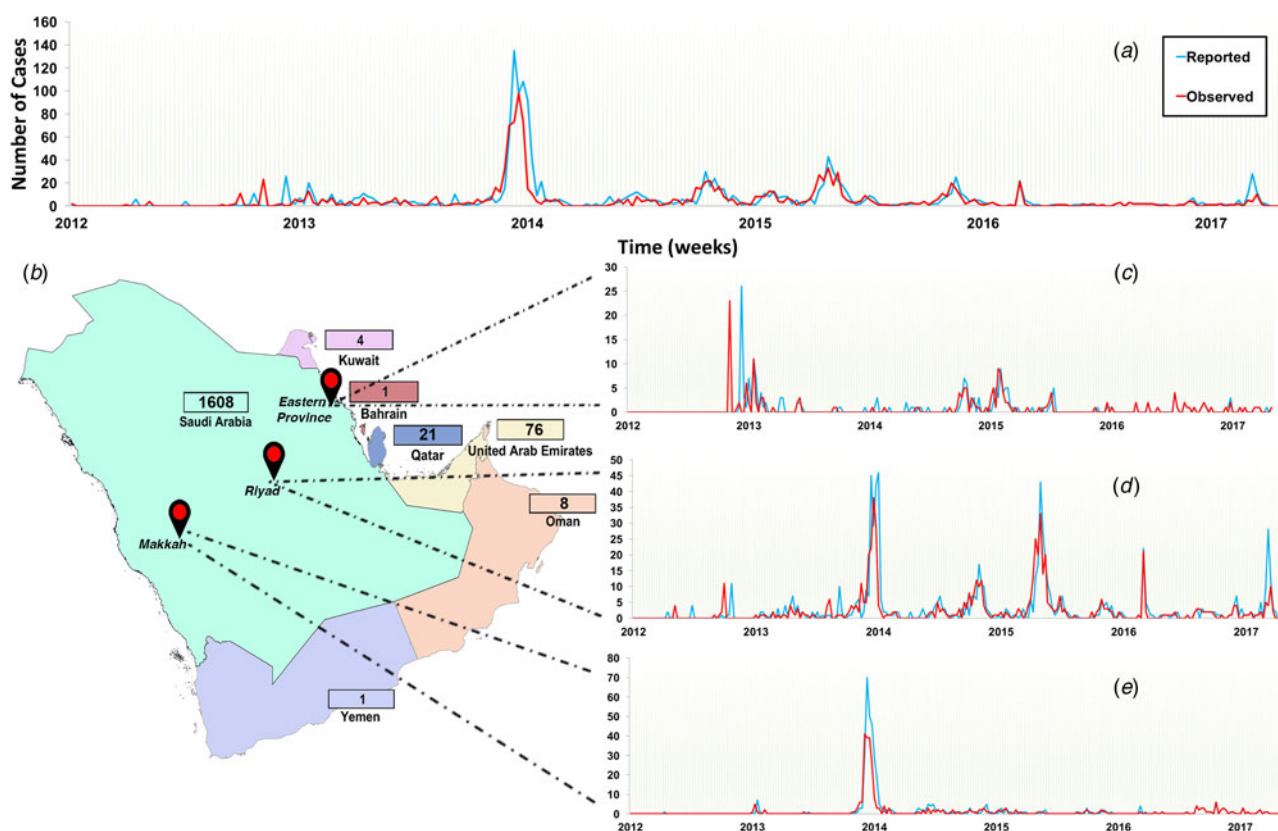 Number of Cases
160
140
120
100
80
60
40
20
0
2012 2013 2014 2015 2016 2017
Time (weeks)
(a)
Reported
Observed
(b)
4
Kuwait
1608
Saudi Arabia
Eastern
Province
1
Bahrain
21
Qatar
76
United Arab Emirates
Riyad
8
Oman
Makkah
1
Yemen
(c)
30
25
20
15
10
5
0
2012 2013 2014 2015 2016 2017
(d)
50
45
40
35
30
25
20
15
10
5
0
2012 2013 2014 2015 2016 2017
(e)
80
70
60
50
40
30
20
10
0
2012 2013 2014 2015 2016 2017